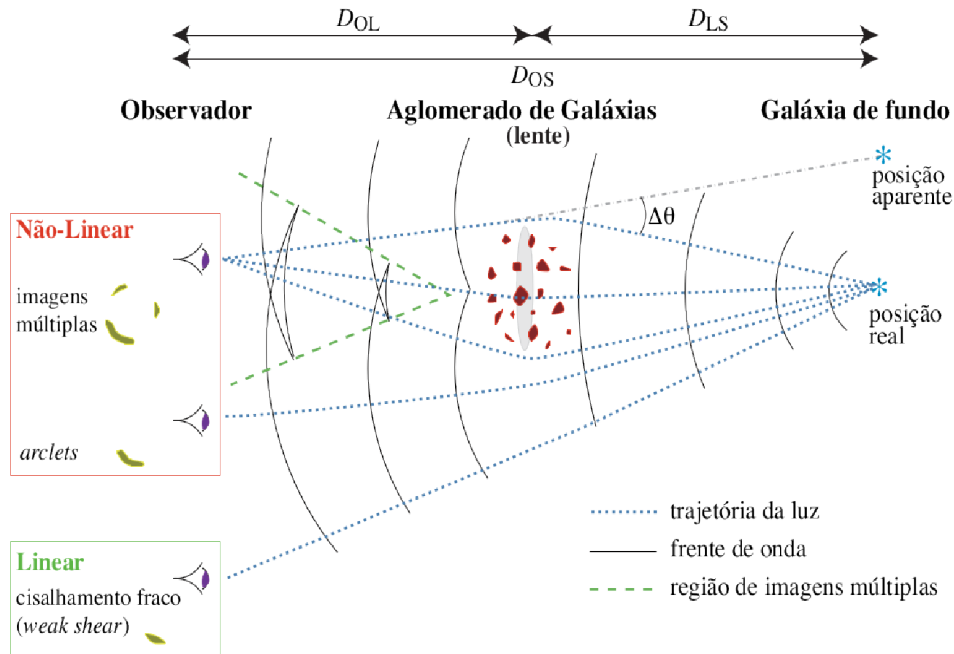 D_OL
D_LS
D_OS
Observador
Aglomerado de Galáxias
(lente)
Galáxia de fundo
posição
aparente
Δθ
posição
real
Não-Linear
imagens
múltiplas
arclets
Linear
cisalhamento fraco
(weak shear)
trajetória da luz
frente de onda
região de imagens múltiplas